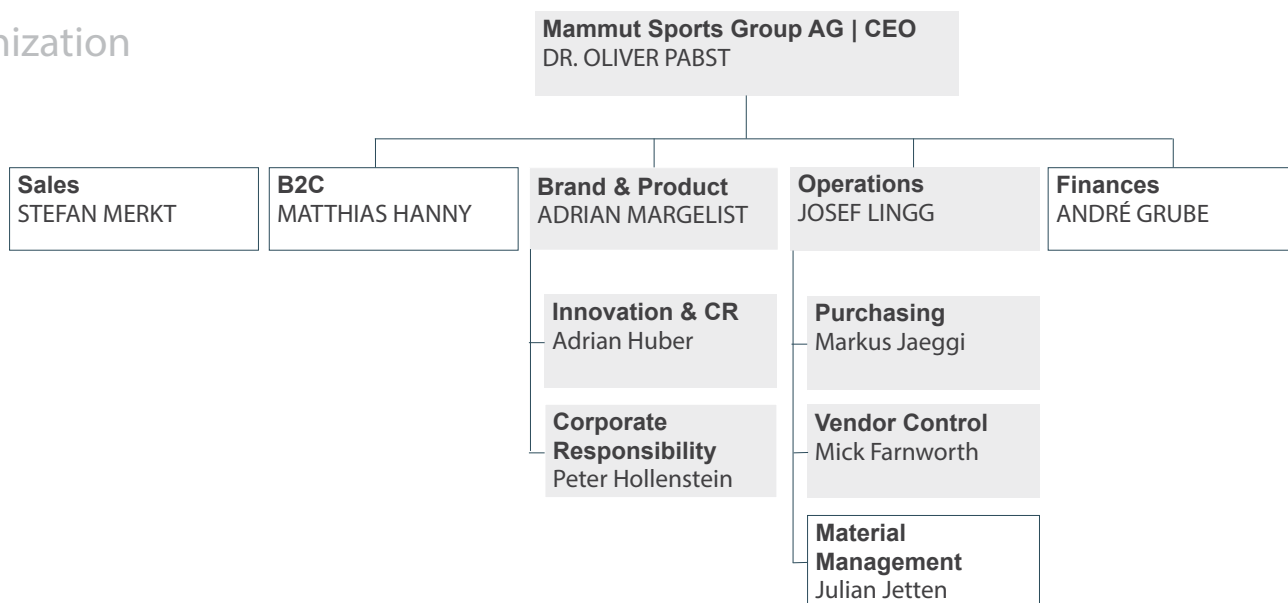 nization
Mammut Sports Group AG | CEO
DR. OLIVER PABST
Sales
STEFAN MERKT
B2C
MATTHIAS HANNY
Brand & Product
ADRIAN MARGELIST
Operations
JOSEF LINGG
Finances
ANDRÉ GRUBE
Innovation & CR
Adrian Huber
Corporate
Responsibility
Peter Hollenstein
Purchasing
Markus Jaeggi
Vendor Control
Mick Farnworth
Material
Management
Julian Jetten